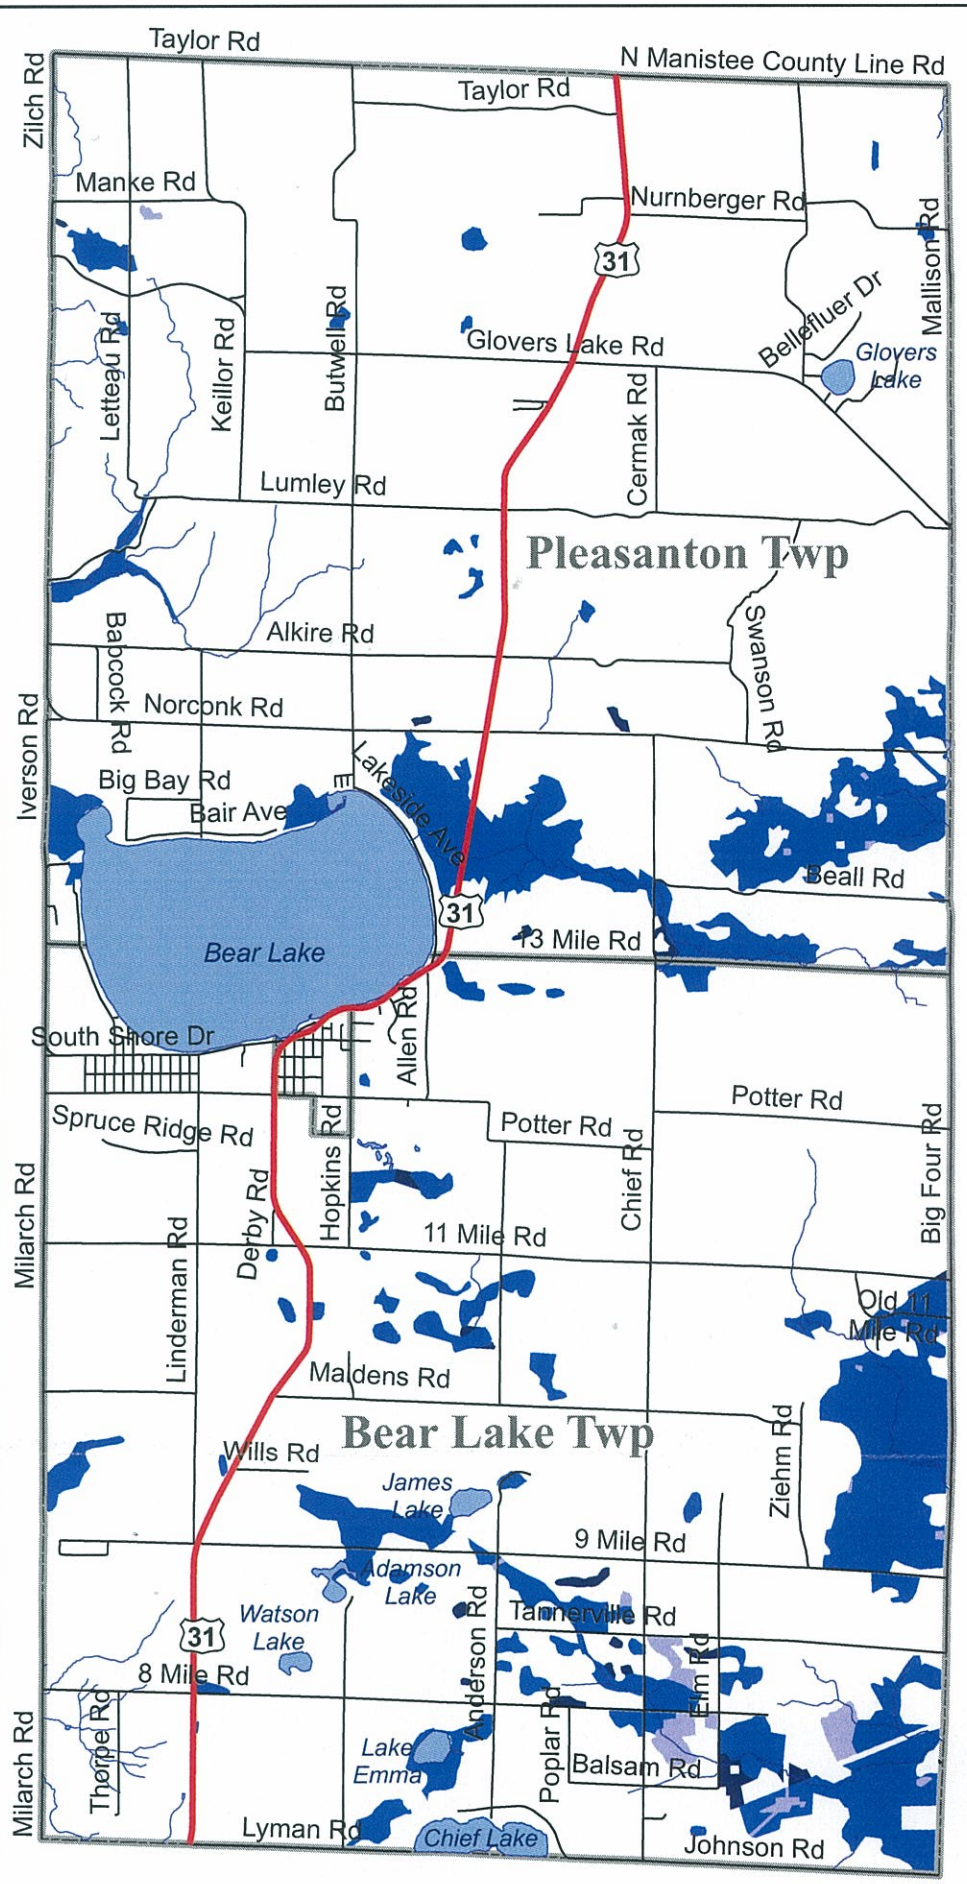 Taylor Rd
N Manistee County Line Rd
Zilch Rd
Taylor Rd
Manke Rd
Nurnberger Rd
Mallison Rd
31
Bellefluer Dr
Letteau Rd
Keillor Rd
Butwell Rd
Glovers Lake Rd
Glovers
Lake
Cermak Rd
Lumley Rd
Pleasanton Twp
Babcock Rd
Alkire Rd
Swanson Rd
Iverson Rd
Norconk Rd
Big Bay Rd
E Lakeside Ave
Bair Ave
Beall Rd
31
13 Mile Rd
Bear Lake
Allen Rd
South Shore Dr
Potter Rd
Spruce Ridge Rd
Potter Rd
Hopkins Rd
Chief Rd
Big Four Rd
Milarch Rd
Derby Rd
11 Mile Rd
Linderman Rd
Old 11
Mile Rd
Maldens Rd
Bear Lake Twp
Ziehm Rd
Wills Rd
James
Lake
9 Mile Rd
Adamson
Lake
Watson
Lake
Anderson Rd
Tannerville Rd
31
8 Mile Rd
Elm Rd
Milarch Rd
Thorpe Rd
Lake
Emma
Poplar Rd
Balsam Rd
Lyman Rd
Chief Lake
Johnson Rd